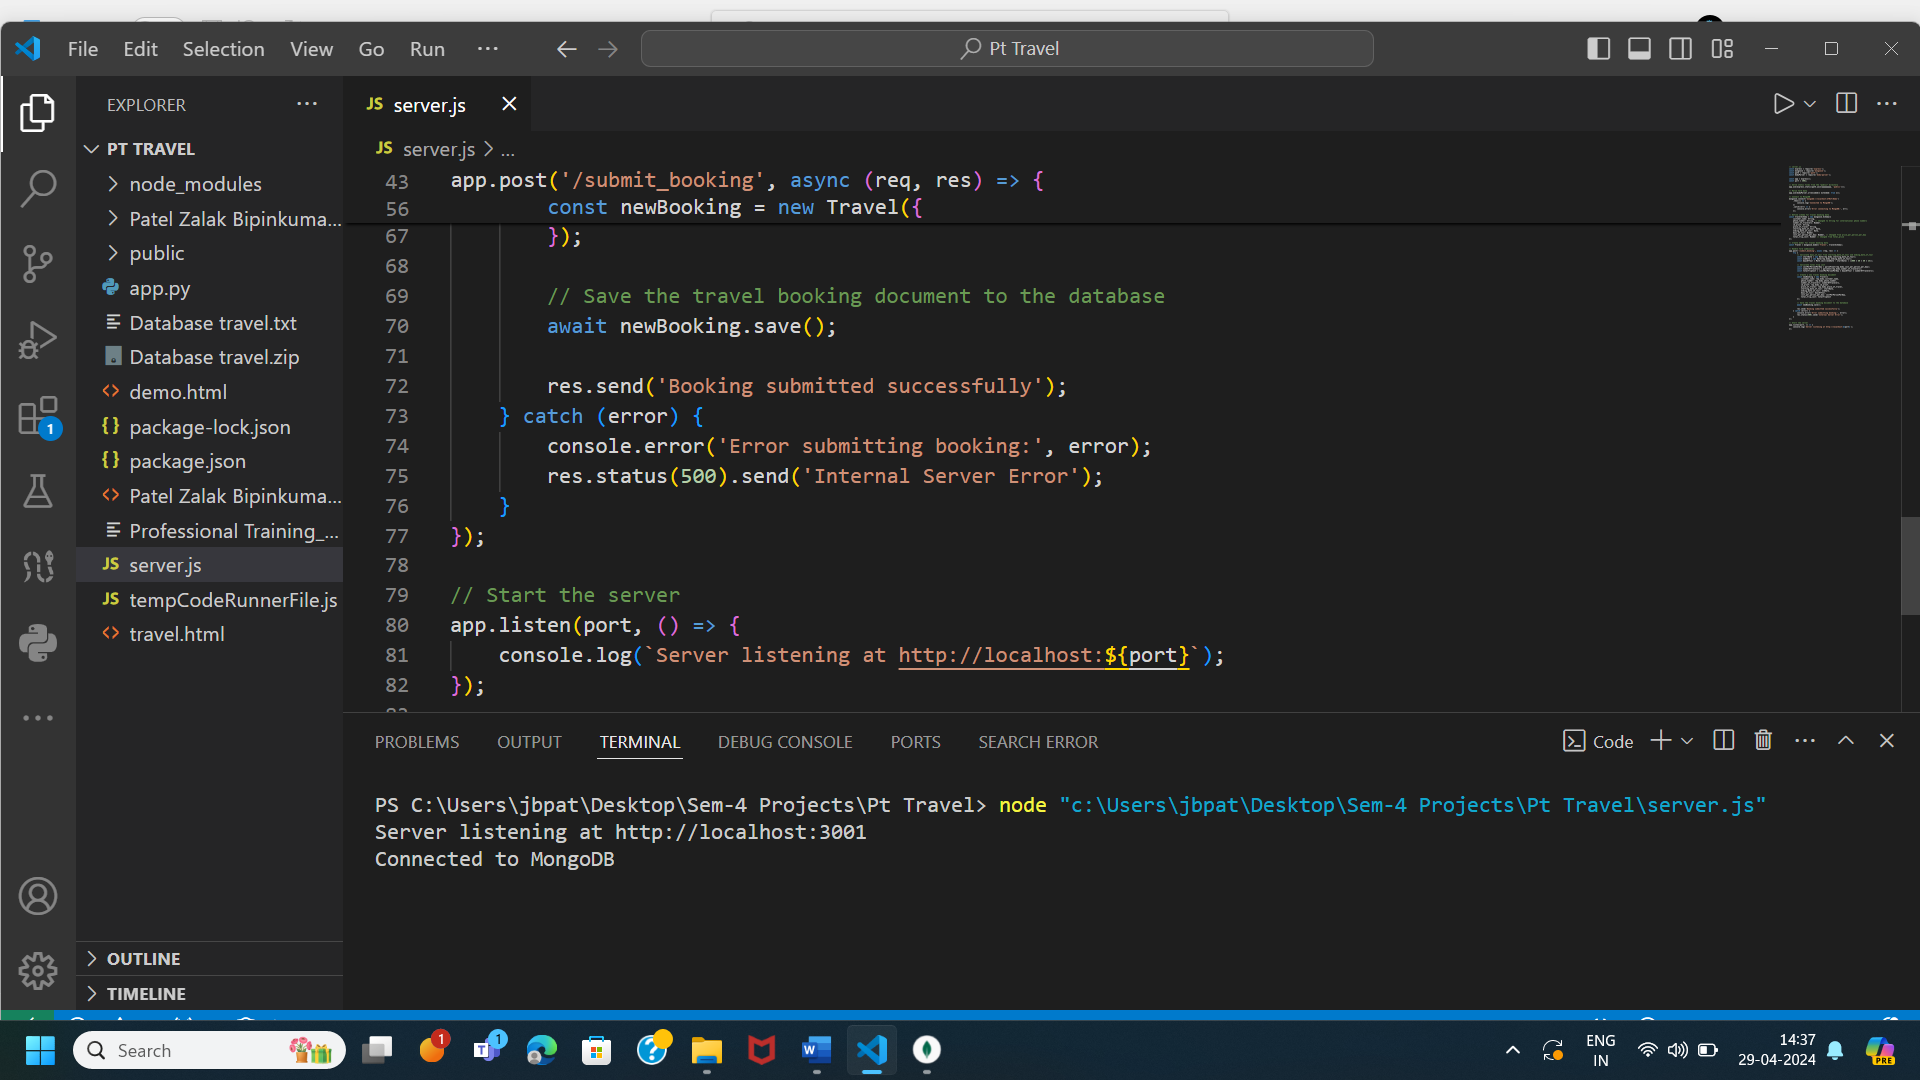 File Edit Selection View Go Run ···
Pt Travel
EXPLORER
PT TRAVEL
node_modules
Patel Zalak Bipinkuma...
public
app.py
Database travel.txt
Database travel.zip
demo.html
package-lock.json
package.json
Patel Zalak Bipinkuma...
Professional Training_...
JS server.js
JS tempCodeRunnerFile.js
travel.html
OUTLINE
TIMELINE
1
JS server.js
JS server.js > ...
43 app.post('/submit_booking', async (req, res) => {
56 const newBooking = new Travel({
67 });
68
69 // Save the travel booking document to the database
70 await newBooking.save();
71
72 res.send('Booking submitted successfully');
73 } catch (error) {
74 console.error('Error submitting booking:', error);
75 res.status(500).send('Internal Server Error');
76 }
77 });
78
79 // Start the server
80 app.listen(port, () => {
81 console.log(`Server listening at http://localhost:${port}`);
82 });
PROBLEMS OUTPUT TERMINAL DEBUG CONSOLE PORTS SEARCH ERROR
Code
PS C:\Users\jbpat\Desktop\Sem-4 Projects\Pt Travel> node "c:\Users\jbpat\Desktop\Sem-4 Projects\Pt Travel\server.js"
Server listening at http://localhost:3001
Connected to MongoDB
Search
1
1
ENG
IN
14:37
29-04-2024
PRE